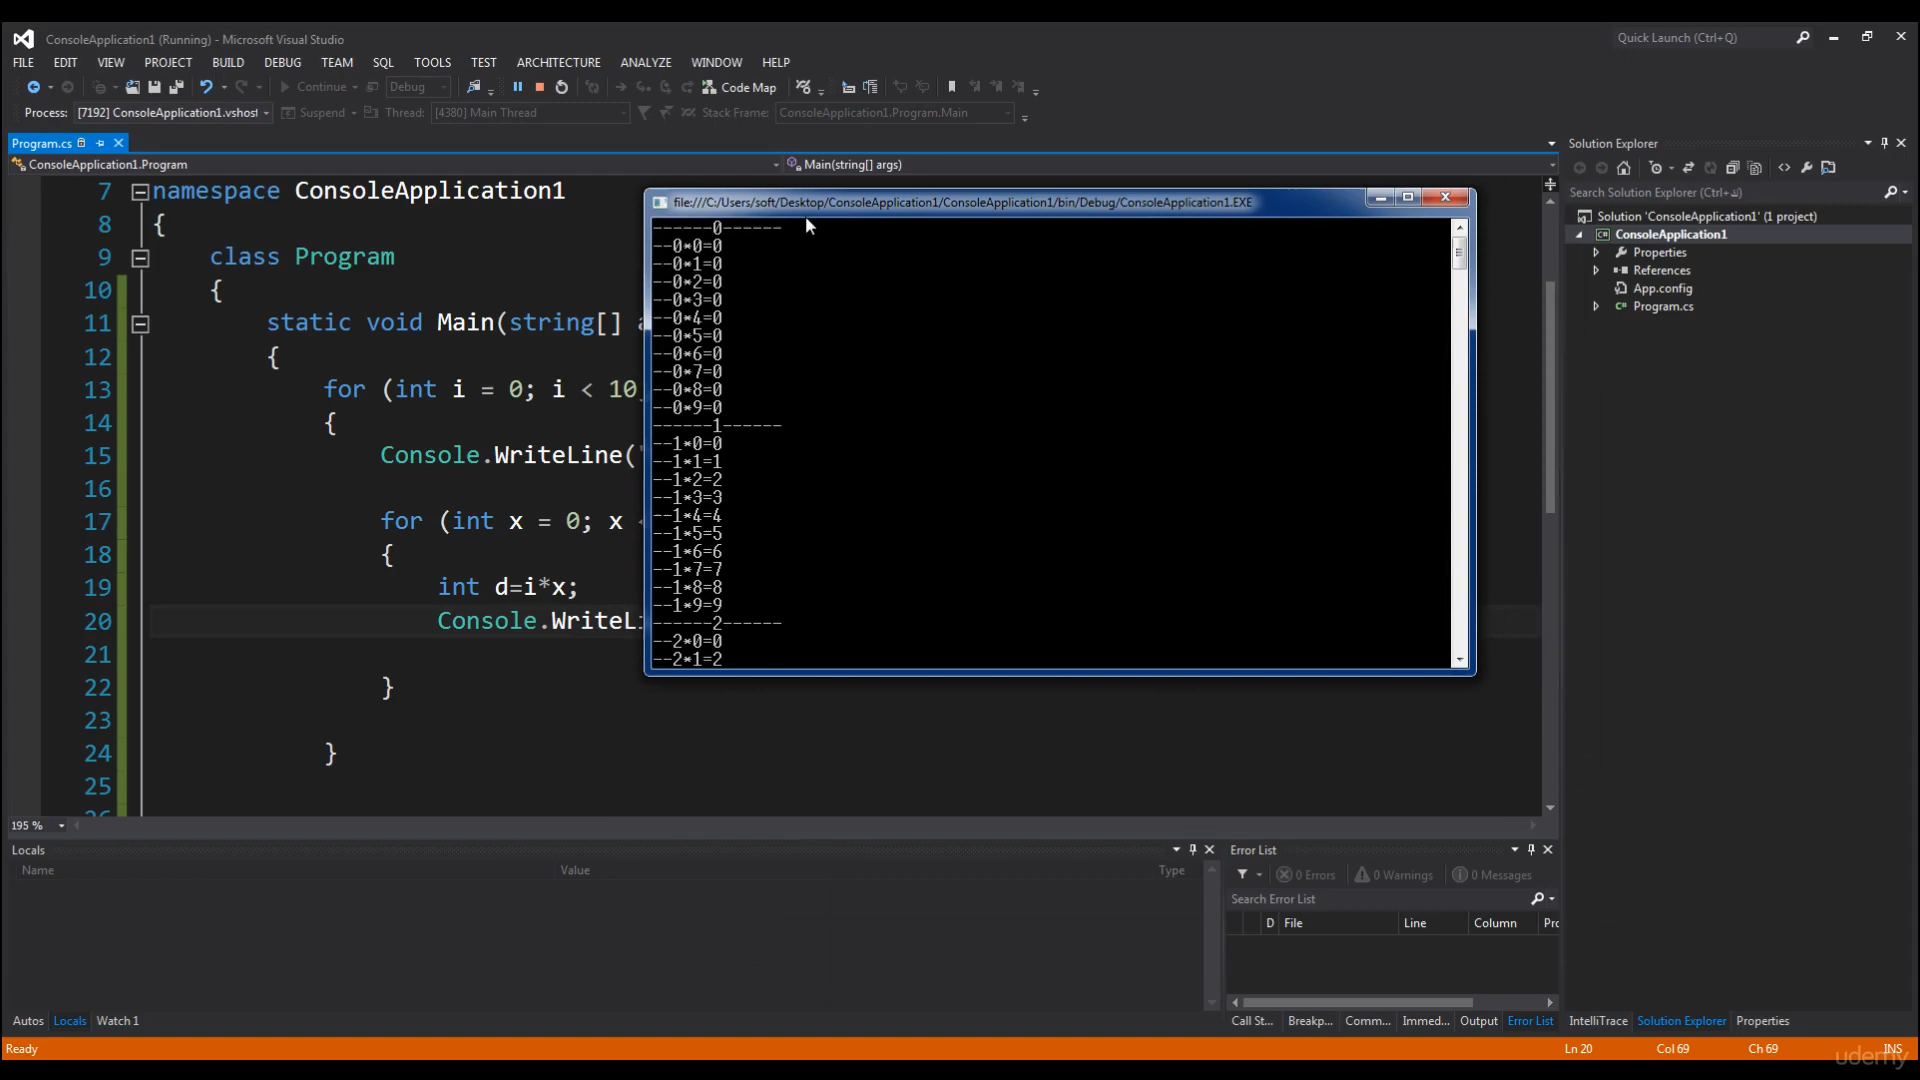 ConsoleApplication1 (Running) - Microsoft Visual Studio
Quick Launch (Ctrl+Q)
FILE EDIT VIEW PROJECT BUILD DEBUG TEAM SQL TOOLS TEST ARCHITECTURE ANALYZE WINDOW HELP
Continue Debug Code Map
Process: [7192] ConsoleApplication1.vshost Suspend Thread: [4380] Main Thread Stack Frame: ConsoleApplication1.Program.Main
Program.cs
ConsoleApplication1.Program Main(string[] args)
7 namespace ConsoleApplication1
8 {
9 class Program
10 {
11 static void Main(string[] a
12 {
13 for (int i = 0; i < 10
14 {
15 Console.WriteLine(
16
17 for (int x = 0; x <
18 {
19 int d=i*x;
20 Console.WriteLi
21
22 }
23
24 }
25
file:///C:/Users/soft/Desktop/ConsoleApplication1/ConsoleApplication1/bin/Debug/ConsoleApplication1.EXE
------0------
--0*0=0
--0*1=0
--0*2=0
--0*3=0
--0*4=0
--0*5=0
--0*6=0
--0*7=0
--0*8=0
--0*9=0
------1------
--1*0=0
--1*1=1
--1*2=2
--1*3=3
--1*4=4
--1*5=5
--1*6=6
--1*7=7
--1*8=8
--1*9=9
------2------
--2*0=0
--2*1=2
Solution Explorer
Search Solution Explorer (Ctrl+ك)
Solution 'ConsoleApplication1' (1 project)
ConsoleApplication1
Properties
References
App.config
Program.cs
195 %
Locals
Name Value Type
Autos Locals Watch 1
Error List
0 Errors 0 Warnings 0 Messages
Search Error List
D File Line Column Prc
Call St... Breakp... Comm... Immed... Output Error List
IntelliTrace Solution Explorer Properties
Ready Ln 20 Col 69 Ch 69 INS
udemy